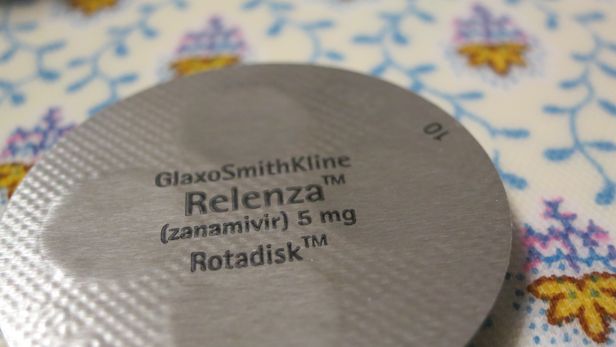 GlaxoSmithKline
Relenza™
(zanamivir) 5 mg
Rotadisk™
10